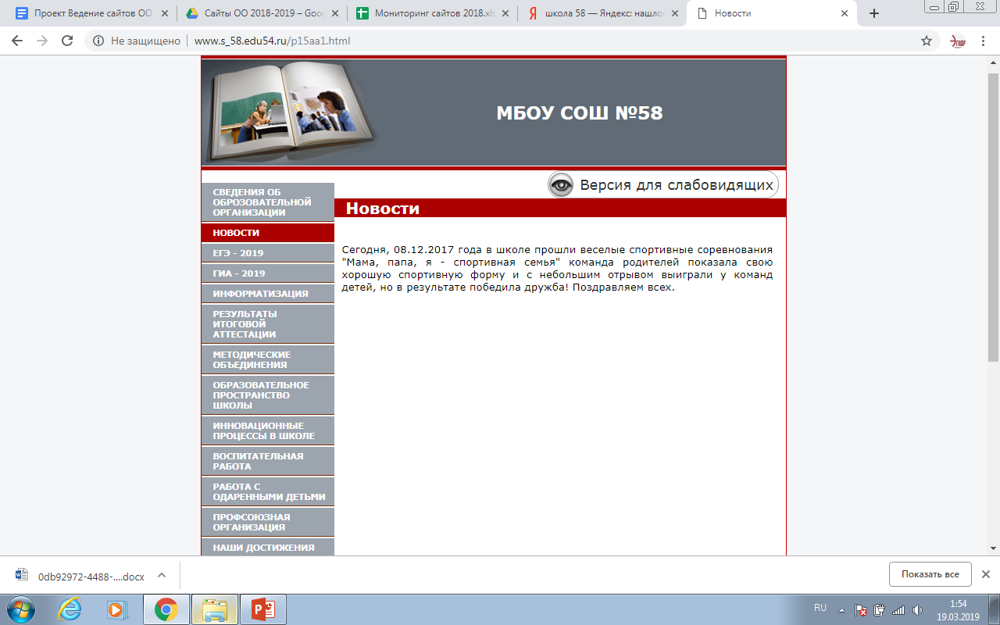 Проект Ведение сайтов ОО
Сайты ОО 2018-2019 – Goog
Мониторинг сайтов 2018.xls
школа 58 — Яндекс: нашлo
Новости
Не защищено
www.s_58.edu54.ru/p15aa1.html
МБОУ СОШ №58
Версия для слабовидящих
СВЕДЕНИЯ ОБ
ОБРОЗОВАТЕЛЬНОЙ
ОРГАНИЗАЦИИ
НОВОСТИ
ЕГЭ - 2019
ГИА - 2019
ИНФОРМАТИЗАЦИЯ
РЕЗУЛЬТАТЫ
ИТОГОВОЙ
АТТЕСТАЦИИ
МЕТОДИЧЕСКИЕ
ОБЪЕДИНЕНИЯ
ОБРАЗОВАТЕЛЬНОЕ
ПРОСТРАНСТВО
ШКОЛЫ
ИННОВАЦИОННЫЕ
ПРОЦЕССЫ В ШКОЛЕ
ВОСПИТАТЕЛЬНАЯ
РАБОТА
РАБОТА С
ОДАРЕННЫМИ ДЕТЬМИ
ПРОФСОЮЗНАЯ
ОРГАНИЗАЦИЯ
НАШИ ДОСТИЖЕНИЯ
Новости
Сегодня, 08.12.2017 года в школе прошли веселые спортивные соревнования
"Мама, папа, я - спортивная семья" команда родителей показала свою
хорошую спортивную форму и с небольшим отрывом выиграли у команд
детей, но в результате победила дружба! Поздравляем всех.
0db92972-4488-....docx
Показать все
RU
1:54
19.03.2019